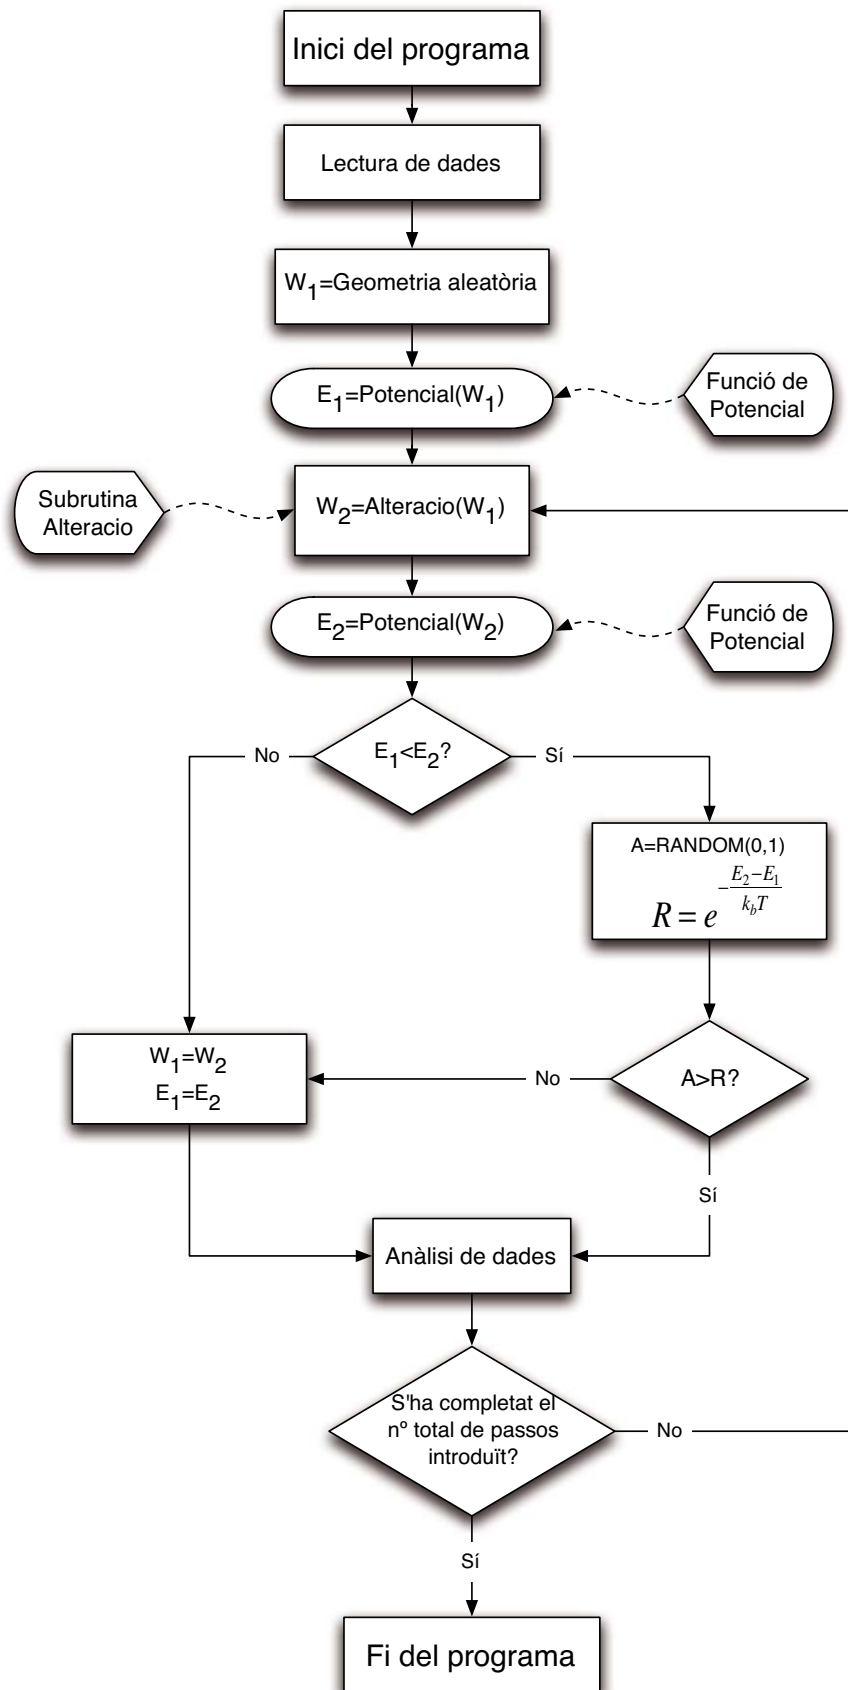 Inici del programa
Lectura de dades
W₁=Geometria aleatòria
E₁=Potencial(W₁)
Funció de
Potencial
Subrutina
Alteracio
W₂=Alteracio(W₁)
E₂=Potencial(W₂)
Funció de
Potencial
No
E₁<E₂?
Sí
A=RANDOM(0,1)
R = e^{-\frac{E₂-E₁}{k_bT}}
W₁=W₂
E₁=E₂
No
A>R?
Sí
Anàlisi de dades
S'ha completat el
nº total de passos
introduït?
No
Sí
Fi del programa